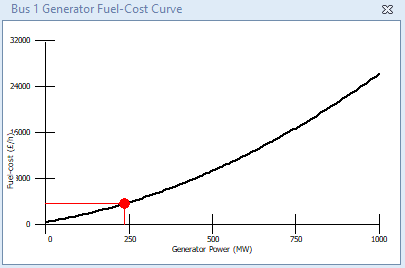 Bus 1 Generator Fuel-Cost Curve
32000
24000
16000
8000
0
Fuel-cost (£/h)
0 250 500 750 1000
Generator Power (MW)